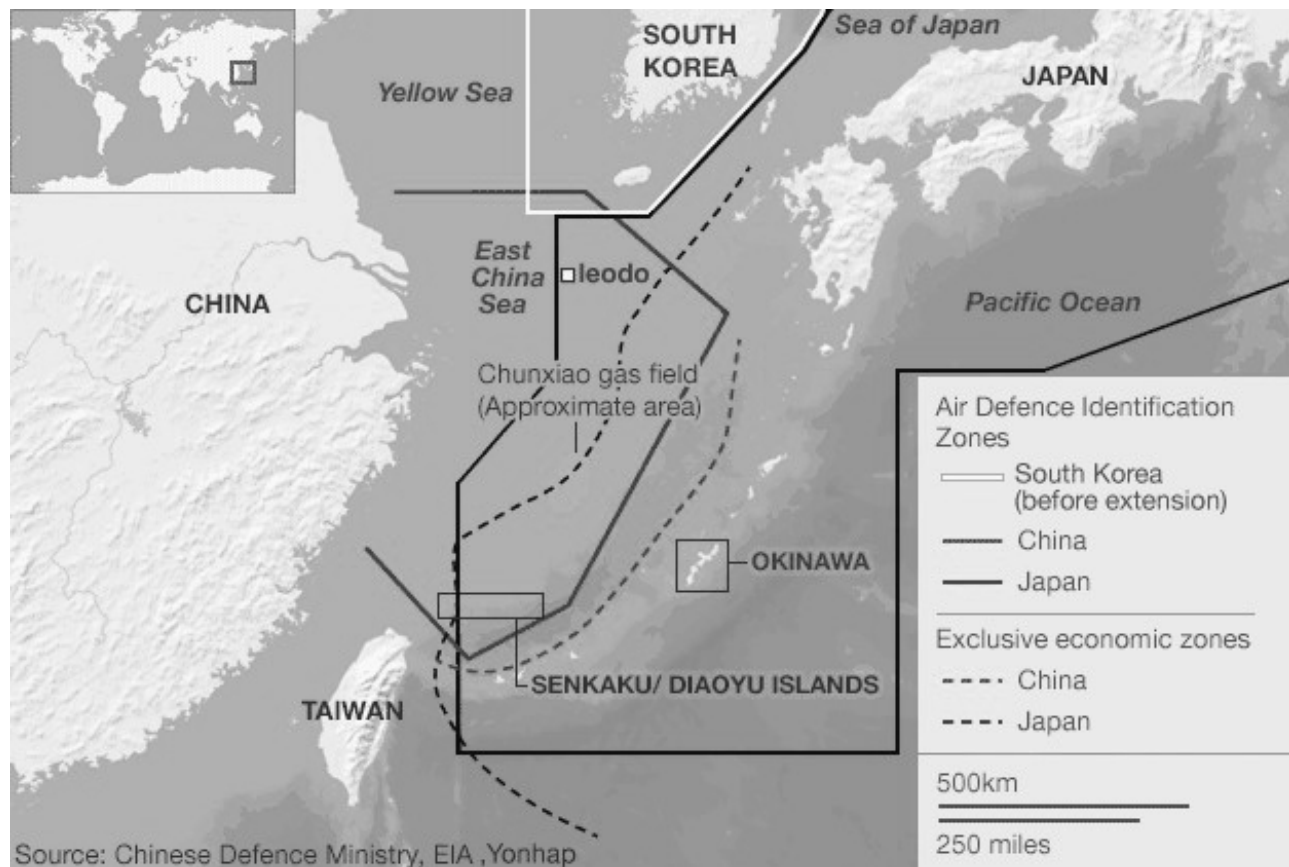 SOUTH
KOREA
Sea of Japan
JAPAN
Yellow Sea
East
China
Sea
Ieodo
CHINA
Pacific Ocean
Chunxiao gas field
(Approximate area)
OKINAWA
SENKAKU/ DIAOYU ISLANDS
TAIWAN
Air Defence Identification
Zones
South Korea
(before extension)
China
Japan
Exclusive economic zones
China
Japan
500km
250 miles
Source: Chinese Defence Ministry, EIA ,Yonhap